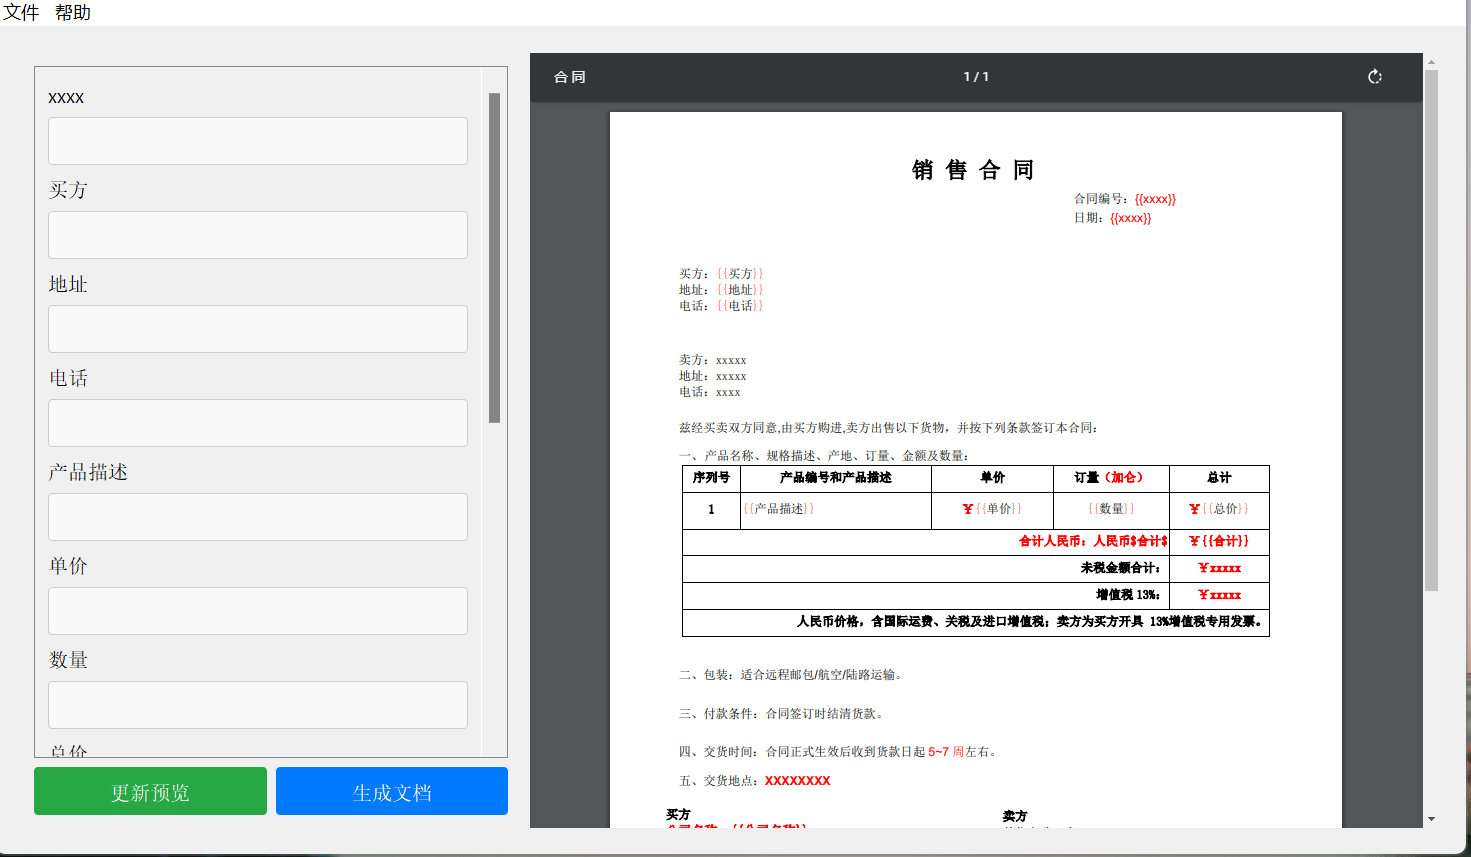 文件 帮助
xxxx
买方
地址
电话
产品描述
单价
数量
总价
更新预览 生成文档
合同 1 / 1
销 售 合 同
合同编号：{{xxxx}}
日期：{{xxxx}}
买方：{{买方}}
地址：{{地址}}
电话：{{电话}}
卖方：xxxxx
地址：xxxxx
电话：xxxx
兹经买卖双方同意,由买方购进,卖方出售以下货物，并按下列条款签订本合同：
一、产品名称、规格描述、产地、订量、金额及数量：
序列号 产品编号和产品描述 单价 订量（加仑） 总计
1 {{产品描述}} ￥{{单价}} {{数量}} ￥{{总价}}
合计人民币：人民币$合计$ ￥{{合计}}
未税金额合计： ￥xxxxx
增值税 13%： ￥xxxxx
人民币价格，含国际运费、关税及进口增值税；卖方为买方开具 13%增值税专用发票。
二、包装：适合远程邮包/航空/陆路运输。
三、付款条件：合同签订时结清货款。
四、交货时间：合同正式生效后收到货款日起 5~7 周左右。
五、交货地点：XXXXXXXX
买方 卖方